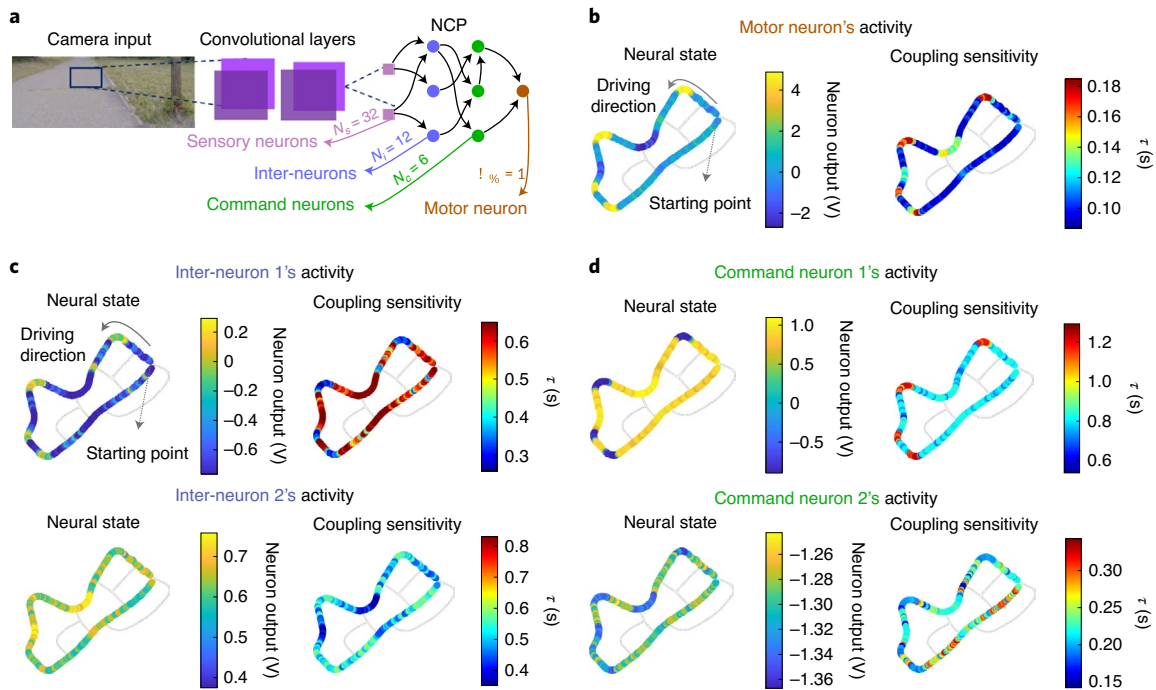 a
Camera input
Convolutional layers
NCP
Sensory neurons
Ns = 32
Inter-neurons
Ni = 12
Command neurons
Nc = 6
Motor neuron
! % = 1
b
Motor neuron's activity
Neural state
Driving
direction
Starting point
4
2
0
−2
Neuron output (V)
Coupling sensitivity
0.18
0.16
0.14
0.12
0.10
τ (s)
c
Inter-neuron 1's activity
Neural state
Driving
direction
Starting point
0.2
0
−0.2
−0.4
−0.6
Neuron output (V)
Coupling sensitivity
0.6
0.5
0.4
0.3
τ (s)
Inter-neuron 2's activity
Neural state
0.7
0.6
0.5
0.4
Neuron output (V)
Coupling sensitivity
0.8
0.7
0.6
0.5
0.4
τ (s)
d
Command neuron 1's activity
Neural state
1.0
0.5
0
−0.5
Neuron output (V)
Coupling sensitivity
1.2
1.0
0.8
0.6
τ (s)
Command neuron 2's activity
Neural state
−1.26
−1.28
−1.30
−1.32
−1.34
−1.36
Neuron output (V)
Coupling sensitivity
0.30
0.25
0.20
0.15
τ (s)